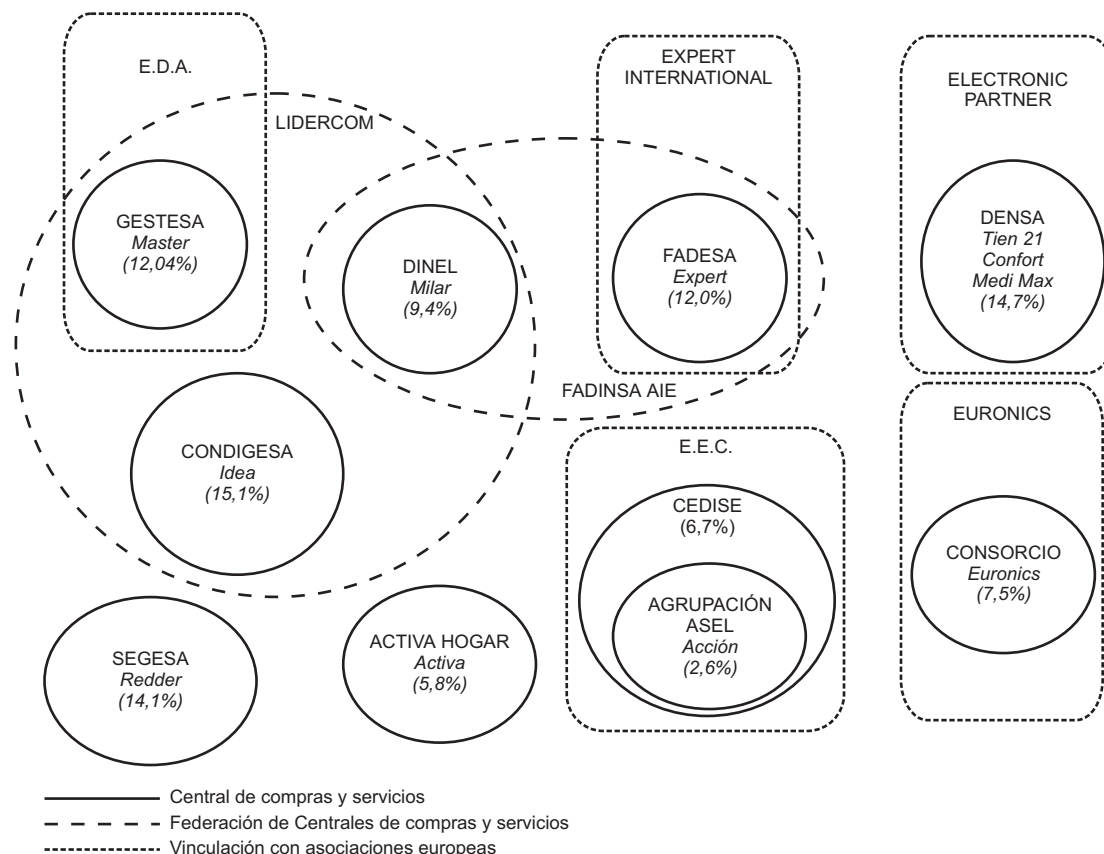 E.D.A.
LIDERCOM
GESTESA
Master
(12,04%)
DINEL
Milar
(9,4%)
CONDIGESA
Idea
(15,1%)
EXPERT
INTERNATIONAL
FADESA
Expert
(12,0%)
FADINSA AIE
ELECTRONIC
PARTNER
DENSA
Tien 21
Confort
Medi Max
(14,7%)
E.E.C.
CEDISE
(6,7%)
AGRUPACIÓN
ASEL
Acción
(2,6%)
EURONICS
CONSORCIO
Euronics
(7,5%)
SEGESA
Redder
(14,1%)
ACTIVA HOGAR
Activa
(5,8%)
Central de compras y servicios
Federación de Centrales de compras y servicios
Vinculación con asociaciones europeas